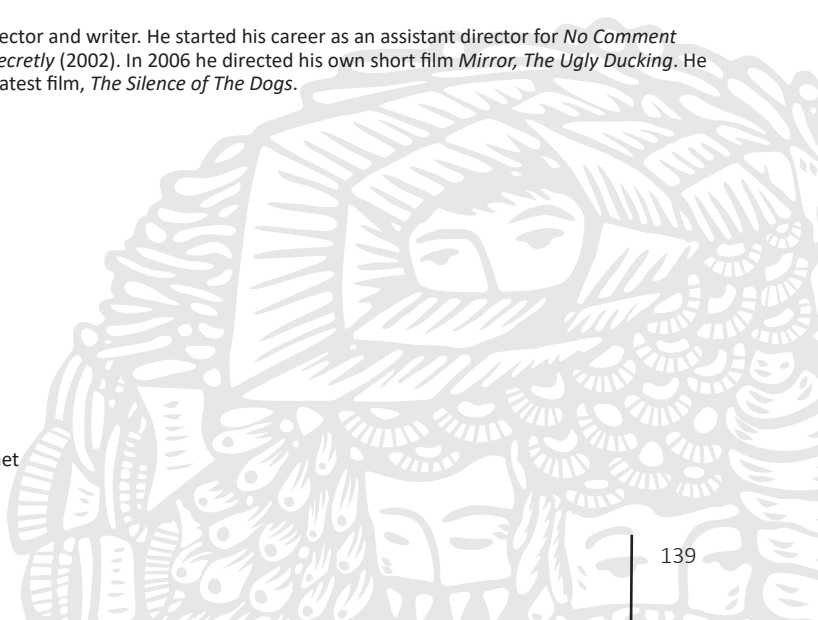 ector and writer. He started his career as an assistant director for No Comment
ecretly (2002). In 2006 he directed his own short film Mirror, The Ugly Ducking. He
atest film, The Silence of The Dogs.
et
139